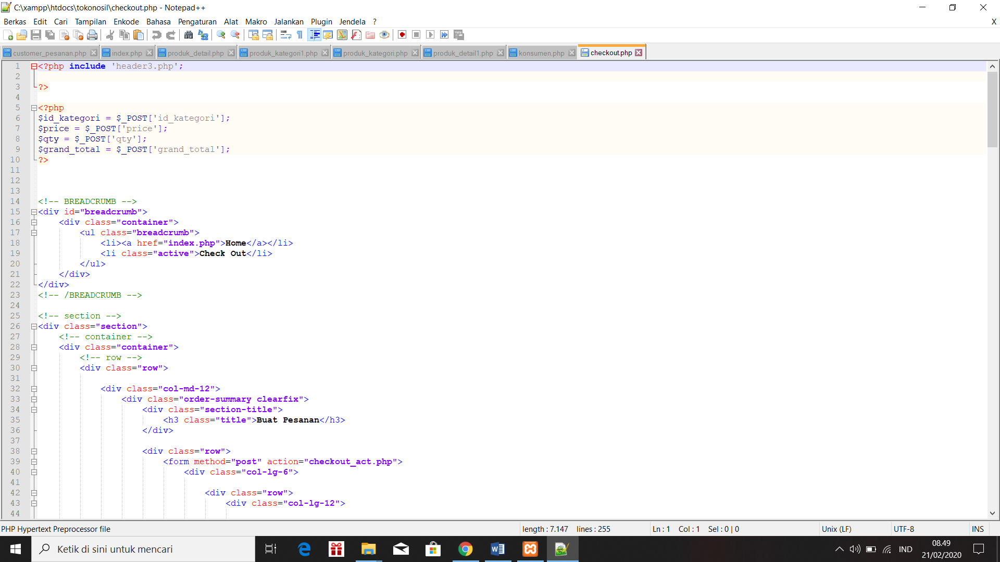 C:\xampp\htdocs\tokonosil\checkout.php - Notepad++
Berkas Edit Cari Tampilan Enkode Bahasa Pengaturan Alat Makro Jalankan Plugin Jendela ? X
customer_pesanan.php index.php produk_detail.php produk_kategori1.php produk_kategori.php produk_detail1.php konsumen.php checkout.php
1 <?php include 'header3.php';
2
3 ?>
4
5 <?php
6 $id_kategori = $_POST['id_kategori'];
7 $price = $_POST['price'];
8 $qty = $_POST['qty'];
9 $grand_total = $_POST['grand_total'];
10 ?>
11
12
13
14 <!-- BREADCRUMB -->
15 <div id="breadcrumb">
16 <div class="container">
17 <ul class="breadcrumb">
18 <li><a href="index.php">Home</a></li>
19 <li class="active">Check Out</li>
20 </ul>
21 </div>
22 </div>
23 <!-- /BREADCRUMB -->
24
25 <!-- section -->
26 <div class="section">
27 <!-- container -->
28 <div class="container">
29 <!-- row -->
30 <div class="row">
31
32 <div class="col-md-12">
33 <div class="order-summary clearfix">
34 <div class="section-title">
35 <h3 class="title">Buat Pesanan</h3>
36 </div>
37
38 <div class="row">
39 <form method="post" action="checkout_act.php">
40 <div class="col-lg-6">
41
42 <div class="row">
43 <div class="col-lg-12">
44
PHP Hypertext Preprocessor file length : 7.147 lines : 255 Ln : 1 Col : 1 Sel : 0 | 0 Unix (LF) UTF-8 INS
Ketik di sini untuk mencari
IND
08.49
21/02/2020